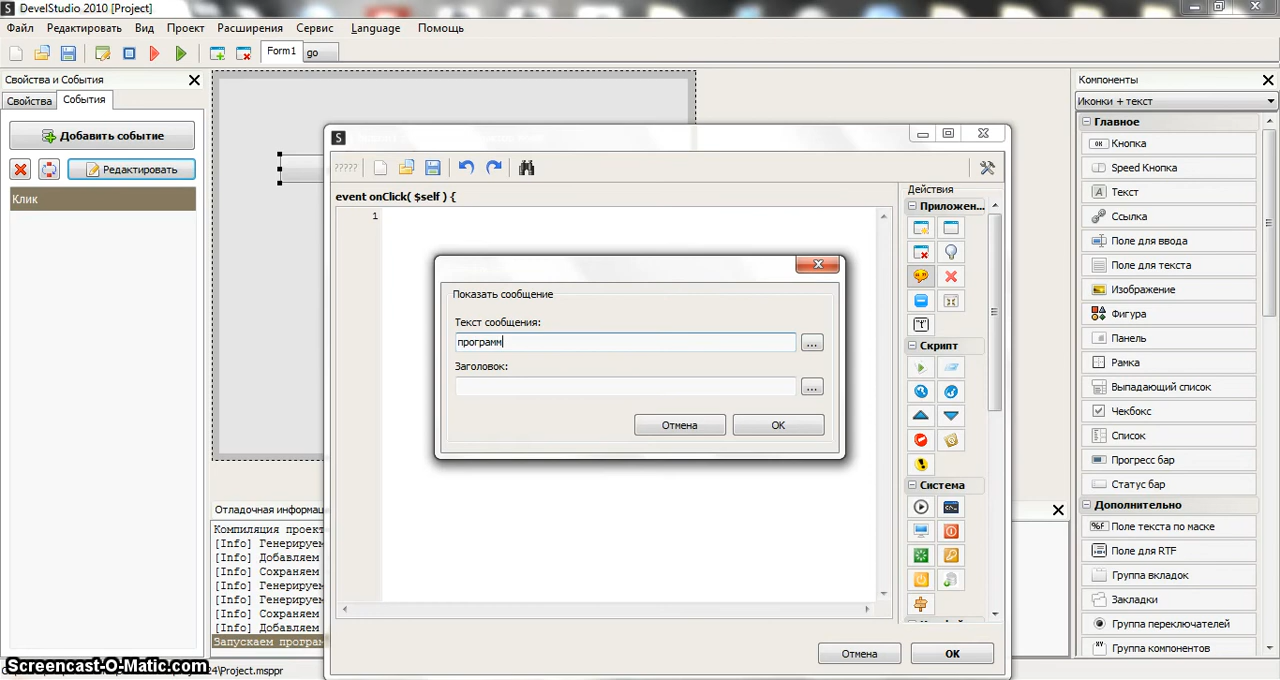 DevelStudio 2010 [Project]
Файл Редактировать Вид Проект Расширения Сервис Language Помощь
Form1 go
Свойства и События
Свойства События
Добавить событие
Редактировать
Клик
?????
event onClick( $self ) {
1
Показать сообщение
Текст сообщения:
программ
...
Заголовок:
...
Отмена OK
Отмена OK
Действия
Приложен...
Скрипт
Система
Отладочная информац
Компиляция проект
[Info] Генерируем
[Info] Добавляем
[Info] Сохраняем
[Info] Генерируем
[Info] Генерируем
[Info] Сохраняем
[Info] Добавляем
Запускаем програм
Компоненты
Иконки + текст
Главное
Кнопка
Speed Кнопка
Текст
Ссылка
Поле для ввода
Поле для текста
Изображение
Фигура
Панель
Рамка
Выпадающий список
Чекбокс
Список
Прогресс бар
Статус бар
Дополнительно
Поле текста по маске
Поле для RTF
Группа вкладок
Закладки
Группа переключателей
Группа компонентов
Screencast-O-Matic.com
24\Project.msppr